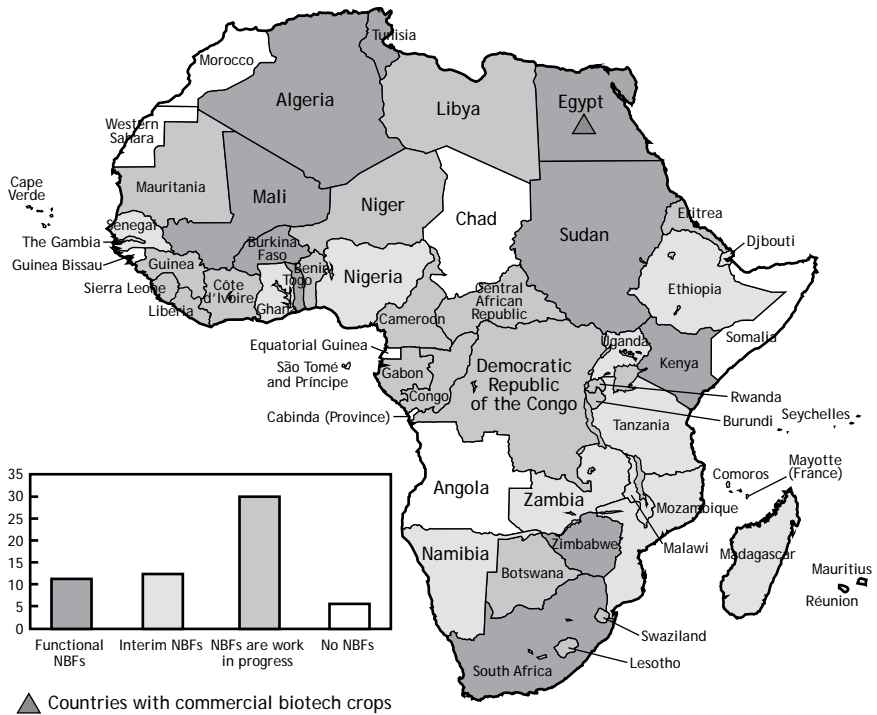 Tunisia
Morocco
Algeria
Libya
Egypt
Western
Sahara
Cape
Verde
Mauritania
Mali
Niger
Chad
Sudan
Eritrea
Senegal
The Gambia
Djibouti
Guinea Bissau
Guinea
Burkina
Faso
Benin
Togo
Nigeria
Ethiopia
Sierra Leone
Côte
d'Ivoire
Ghana
Central
African
Republic
Liberia
Cameroon
Somalia
Equatorial Guinea
Uganda
Kenya
São Tomé
and Príncipe
Gabon
Congo
Democratic
Republic
of the Congo
Rwanda
Burundi
Seychelles
Cabinda (Province)
Tanzania
Comoros
Mayotte
(France)
Angola
Zambia
Mozambique
Malawi
Madagascar
Namibia
Zimbabwe
Botswana
Mauritius
Réunion
Swaziland
Lesotho
South Africa
35
30
25
20
15
10
5
0
Functional
NBFs
Interim NBFs
NBFs are work
in progress
No NBFs
Countries with commercial biotech crops